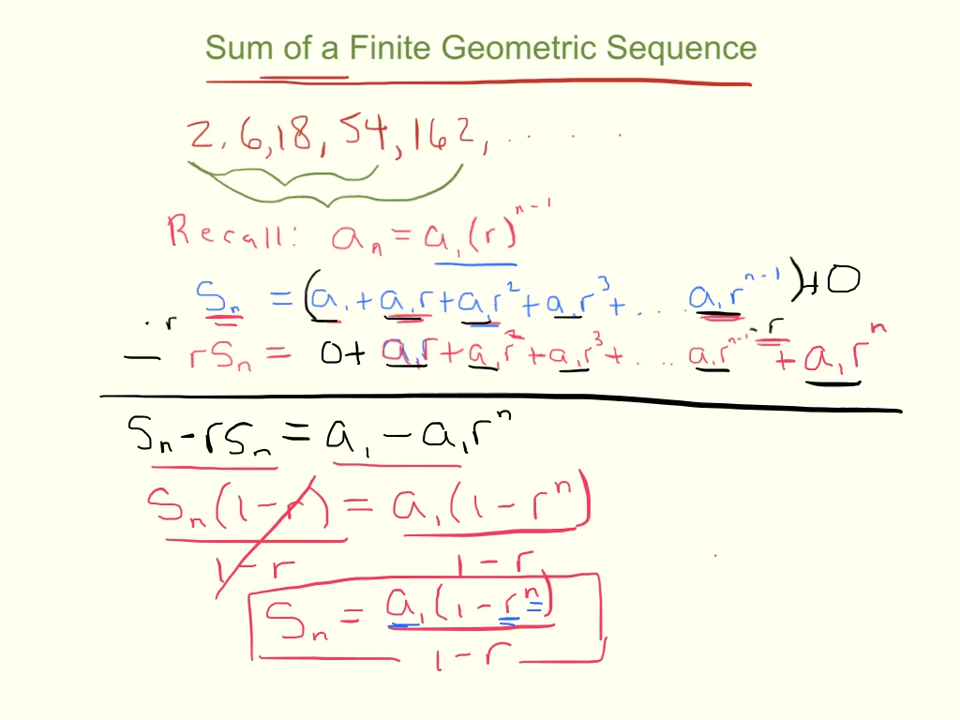 Sum of a Finite Geometric Sequence
2, 6, 18, 54, 162, . . . .
Recall: aₙ = a₁(r)ⁿ⁻¹
Sₙ = (a₁ + a₁r + a₁r² + a₁r³ + . . . a₁rⁿ⁻¹) + 0
· r
— rSₙ = 0 + a₁r + a₁r² + a₁r³ + . . . a₁rⁿ⁻¹·r + a₁rⁿ
Sₙ - rSₙ = a₁ - a₁rⁿ
Sₙ(1 - r) = a₁(1 - rⁿ)
1 - r 1 - r
Sₙ = a₁(1 - rⁿ)
1 - r